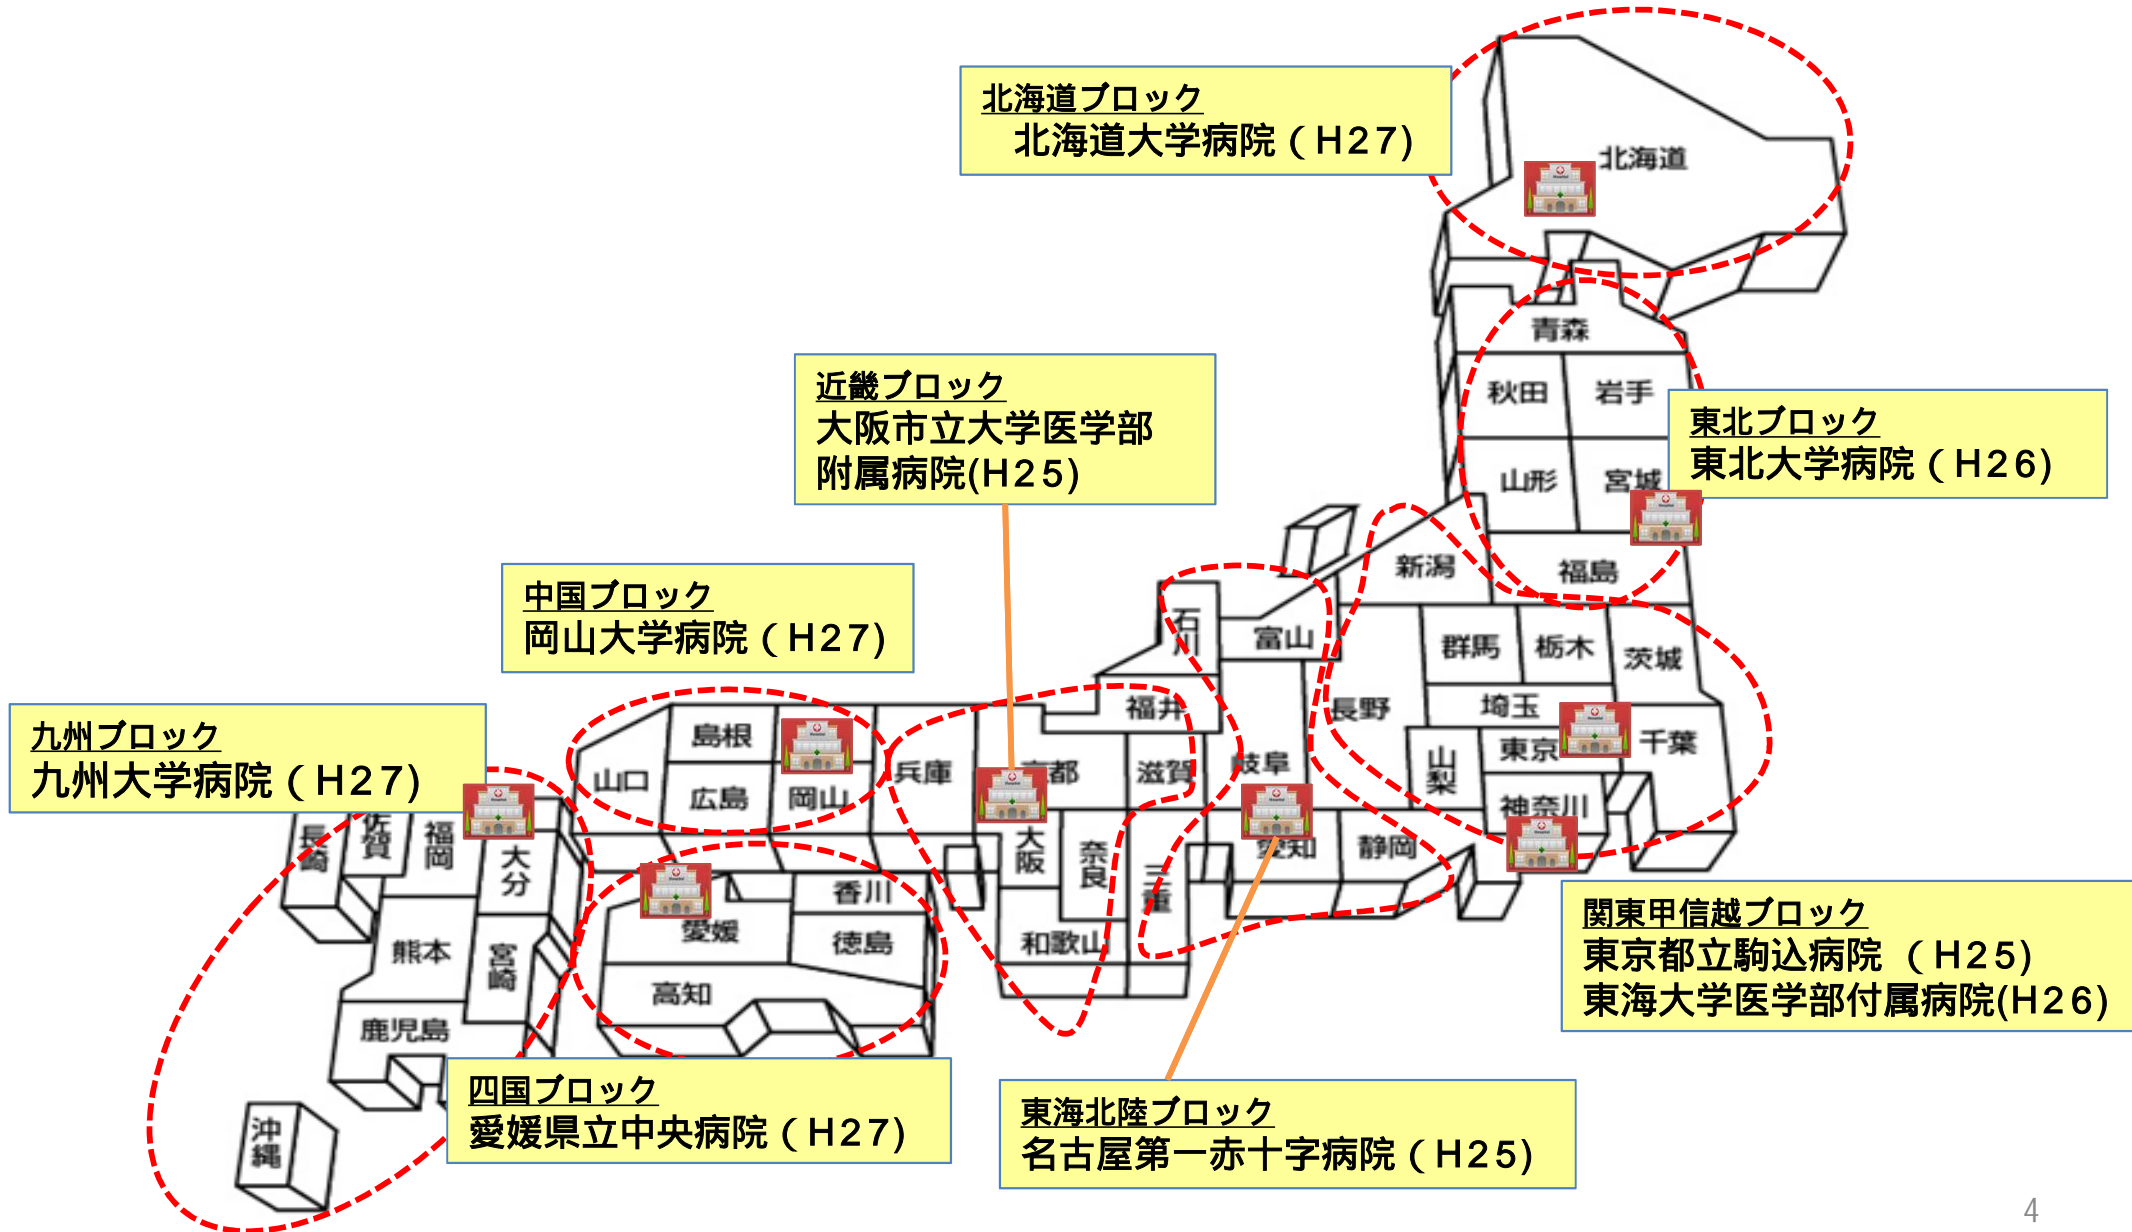 北海道ブロック
北海道大学病院（H27)
北海道
青森
近畿ブロック
大阪市立大学医学部
附属病院(H25)
秋田
岩手
東北ブロック
東北大学病院（H26)
山形
宮城
新潟
福島
中国ブロック
岡山大学病院（H27)
石川
富山
群馬
栃木
茨城
福井
長野
埼玉
九州ブロック
九州大学病院（H27)
島根
山口
広島
岡山
兵庫
京都
滋賀
岐阜
山梨
東京
千葉
神奈川
長崎
佐賀
福岡
大分
大阪
奈良
三重
愛知
静岡
香川
愛媛
徳島
和歌山
熊本
宮崎
高知
鹿児島
沖縄
関東甲信越ブロック
東京都立駒込病院 （H25)
東海大学医学部付属病院(H26)
四国ブロック
愛媛県立中央病院（H27)
東海北陸ブロック
名古屋第一赤十字病院（H25)
4